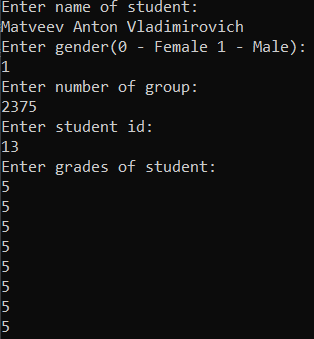 Enter name of student:
Matveev Anton Vladimirovich
Enter gender(0 - Female 1 - Male):
1
Enter number of group:
2375
Enter student id:
13
Enter grades of student:
5
5
5
5
5
5
5
5